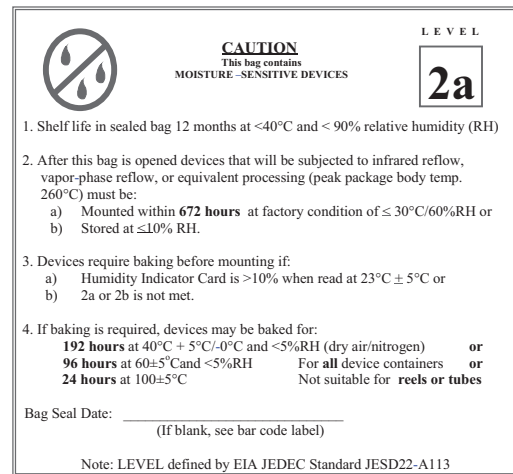 LEVEL
CAUTION
This bag contains
MOISTURE –SENSITIVE DEVICES
2a
1. Shelf life in sealed bag 12 months at <40°C and < 90% relative humidity (RH)
2. After this bag is opened devices that will be subjected to infrared reflow,
vapor-phase reflow, or equivalent processing (peak package body temp.
260°C) must be:
a) Mounted within 672 hours at factory condition of ≤ 30°C/60%RH or
b) Stored at ≤10% RH.
3. Devices require baking before mounting if:
a) Humidity Indicator Card is >10% when read at 23°C ± 5°C or
b) 2a or 2b is not met.
4. If baking is required, devices may be baked for:
192 hours at 40°C + 5°C/-0°C and <5%RH (dry air/nitrogen) or
96 hours at 60±5°Cand <5%RH For all device containers or
24 hours at 100±5°C Not suitable for reels or tubes
Bag Seal Date: ______________________________
(If blank, see bar code label)
Note: LEVEL defined by EIA JEDEC Standard JESD22-A113